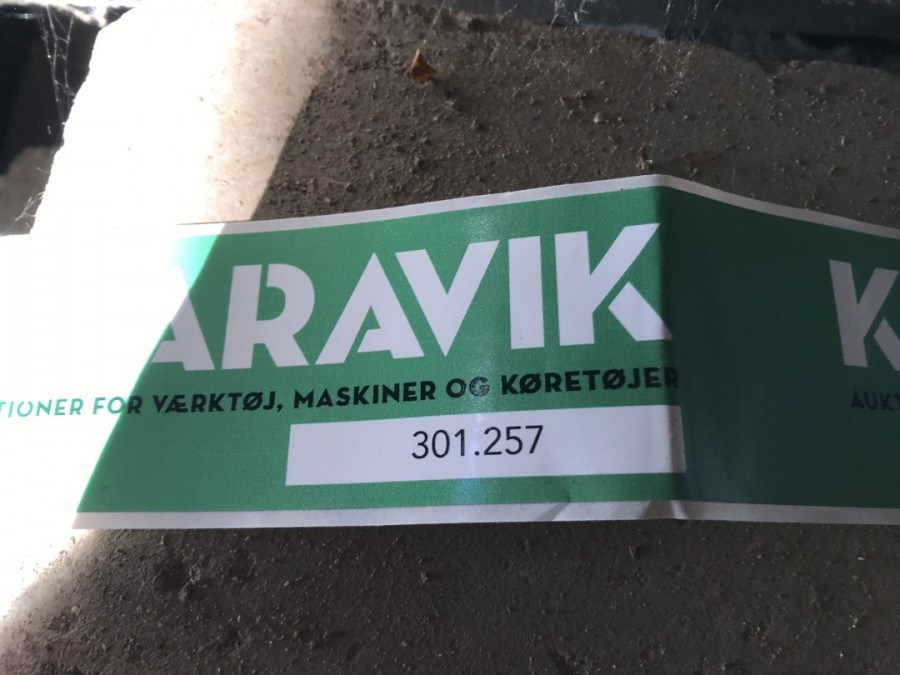 ARAVIK
TIONER FOR VÆRKTØJ, MASKINER OG KØRETØJER
301.257
K
AUKT